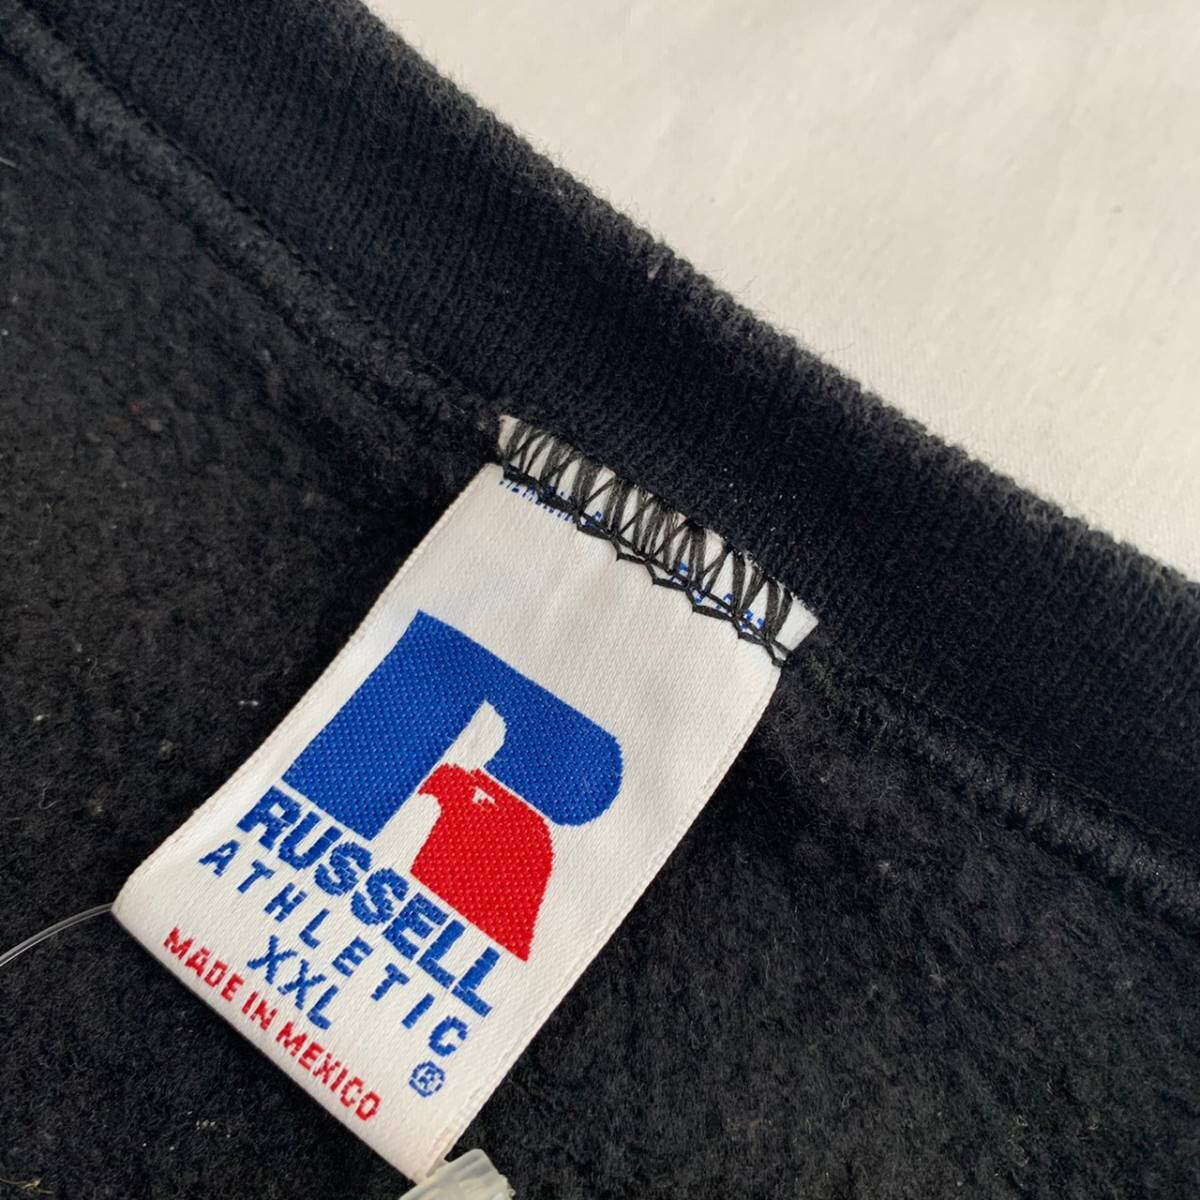 RUSSELL
ATHLETIC
®
XXL
MADE IN MEXICO